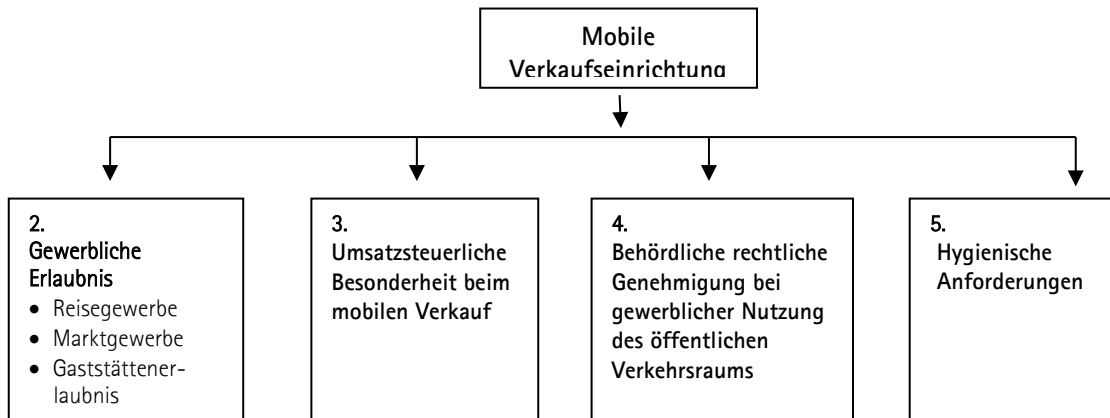 Mobile
Verkaufseinrichtung
2.
Gewerbliche
Erlaubnis
• Reisegewerbe
• Marktgewerbe
• Gaststättener-
laubnis
3.
Umsatzsteuerliche
Besonderheit beim
mobilen Verkauf
4.
Behördliche rechtliche
Genehmigung bei
gewerblicher Nutzung
des öffentlichen
Verkehrsraums
5.
Hygienische
Anforderungen